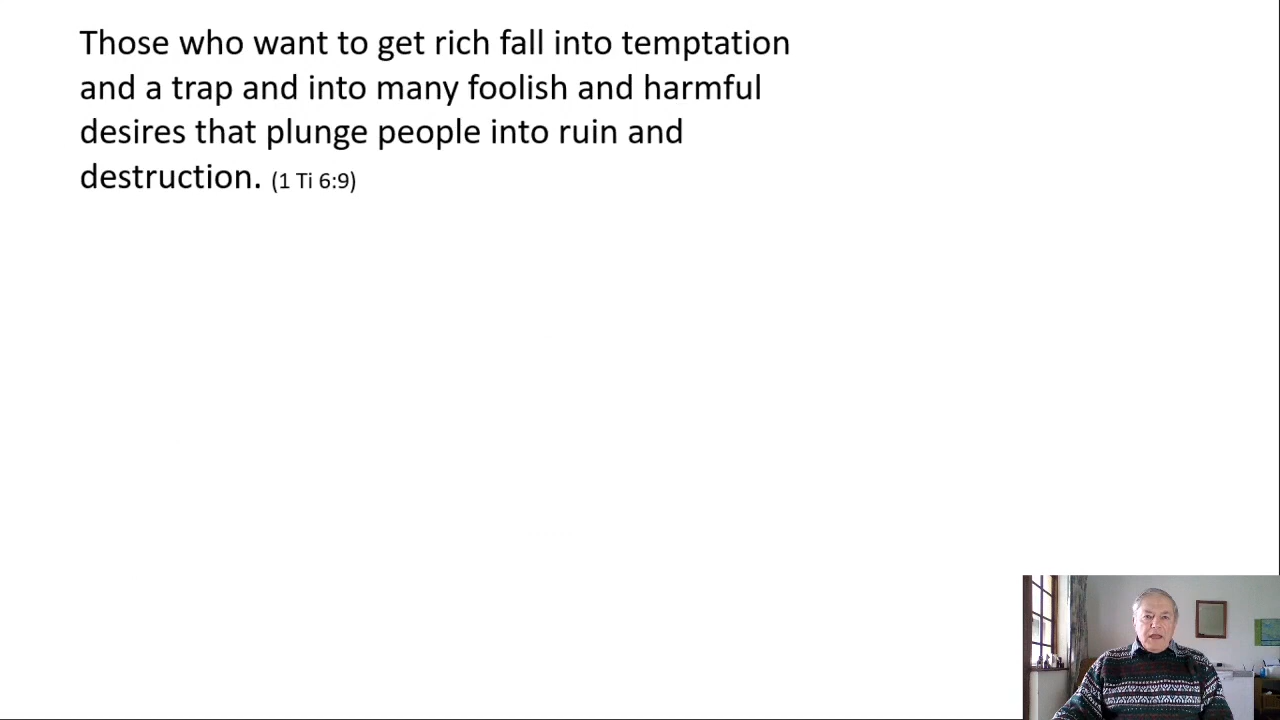 Those who want to get rich fall into temptation
and a trap and into many foolish and harmful
desires that plunge people into ruin and
destruction. (1 Ti 6:9)